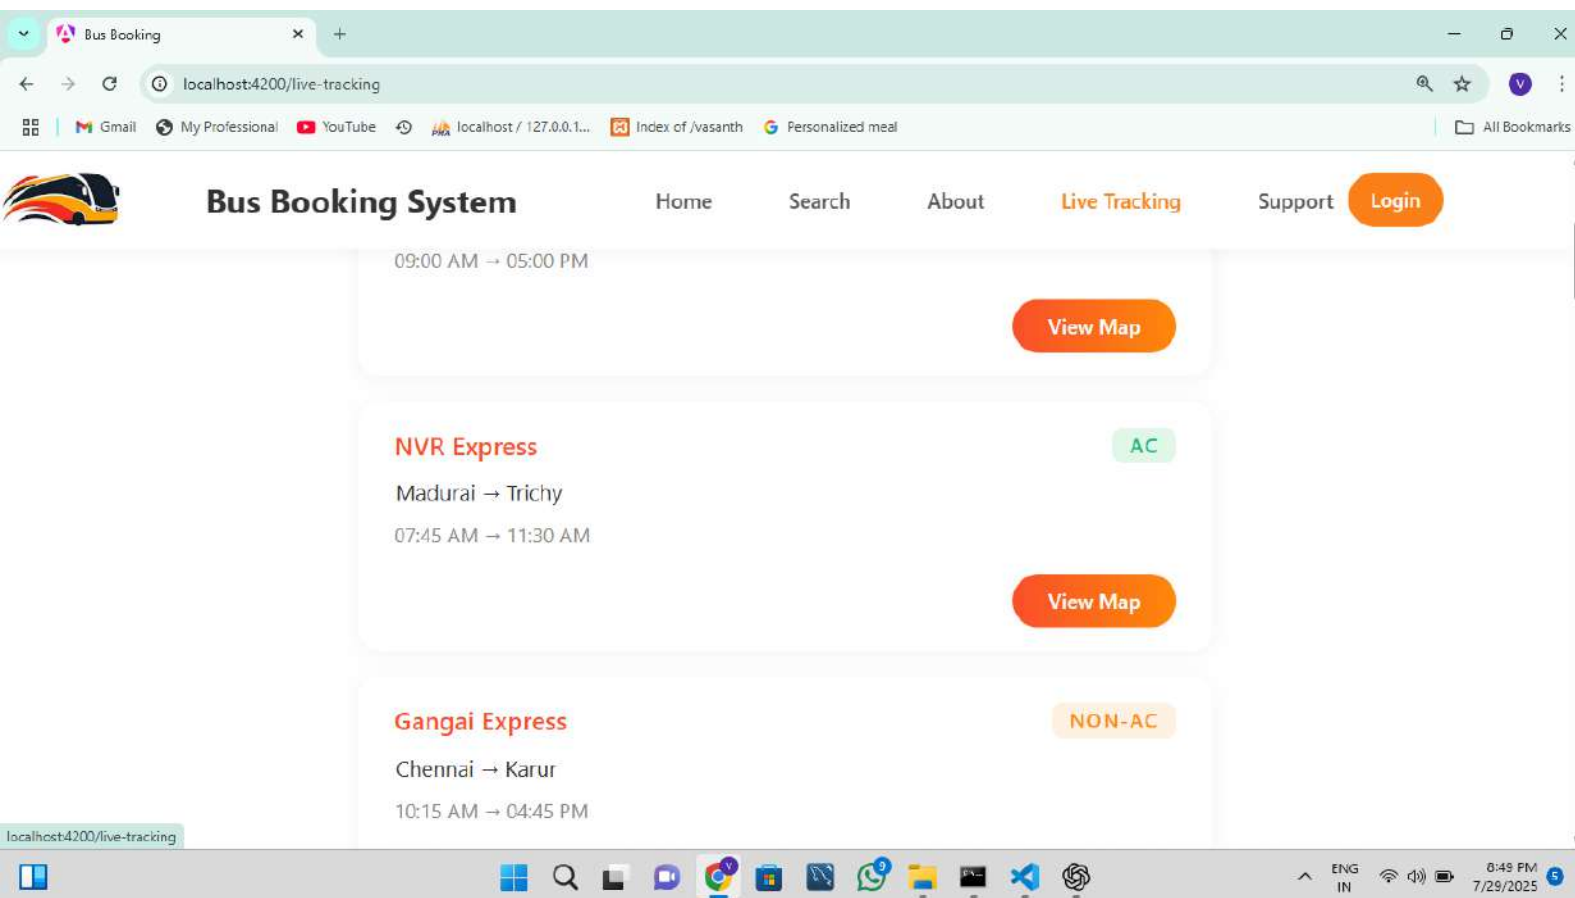 Bus Booking
localhost:4200/live-tracking
V
Gmail My Professional YouTube localhost / 127.0.0.1... Index of /vasanth Personalized meal All Bookmarks
Bus Booking System Home Search About Live Tracking Support Login
09:00 AM → 05:00 PM
View Map
NVR Express AC
Madurai → Trichy
07:45 AM → 11:30 AM
View Map
Gangai Express NON-AC
Chennai → Karur
10:15 AM → 04:45 PM
localhost:4200/live-tracking
ENG 8:49 PM
IN 7/29/2025 5